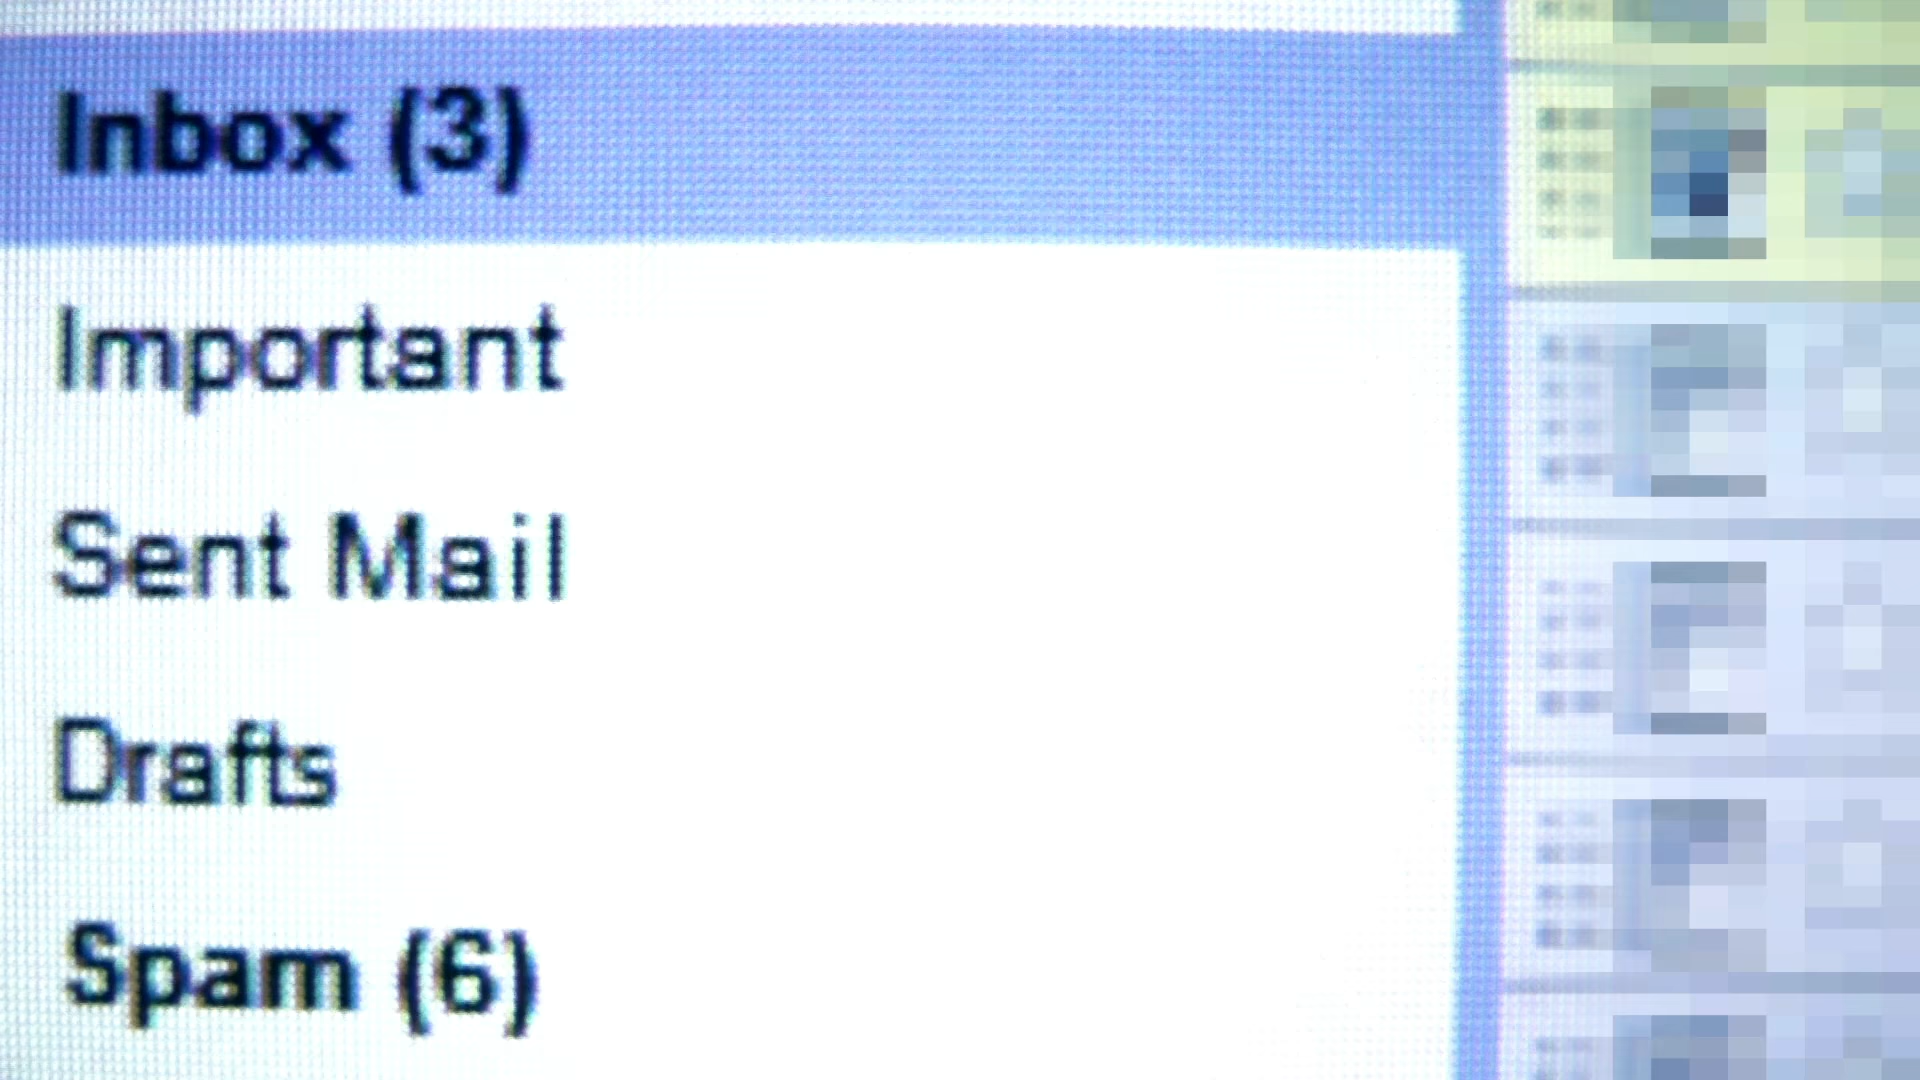 Inbox (3)
Important
Sent Mail
Drafts
Spam (6)